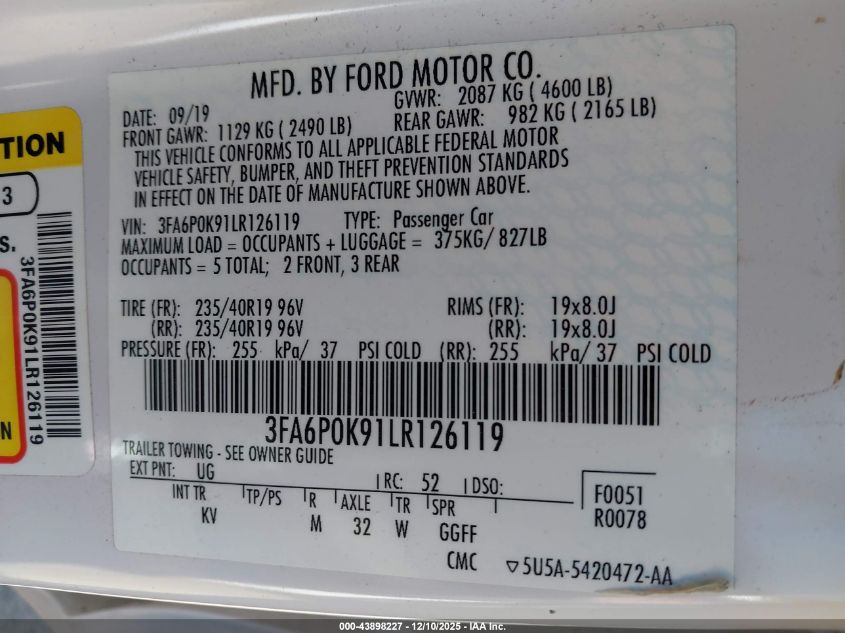 MFD. BY FORD MOTOR CO.
DATE: 09/19
GVWR: 2087 KG ( 4600 LB)
FRONT GAWR: 1129 KG ( 2490 LB)
REAR GAWR: 982 KG ( 2165 LB)
THIS VEHICLE CONFORMS TO ALL APPLICABLE FEDERAL MOTOR
VEHICLE SAFETY, BUMPER, AND THEFT PREVENTION STANDARDS
IN EFFECT ON THE DATE OF MANUFACTURE SHOWN ABOVE.
VIN: 3FA6P0K91LR126119 TYPE: Passenger Car
MAXIMUM LOAD = OCCUPANTS + LUGGAGE = 375KG/ 827LB
OCCUPANTS = 5 TOTAL; 2 FRONT, 3 REAR
TIRE (FR): 235/40R19 96V RIMS (FR): 19x8.0J
(RR): 235/40R19 96V (RR): 19x8.0J
PRESSURE (FR): 255 kPa/ 37 PSI COLD (RR): 255 kPa/ 37 PSI COLD
3FA6P0K91LR126119
TRAILER TOWING - SEE OWNER GUIDE
EXT PNT: UG RC: 52 DSO:
INT TR TP/PS R AXLE TR SPR
KV M 32 W GGFF
F0051
R0078
CMC ▽5U5A-5420472-AA
TION
3
S.
N
3FA6P0K91LR126119
000-43898227 - 12/10/2025 - IAA Inc.